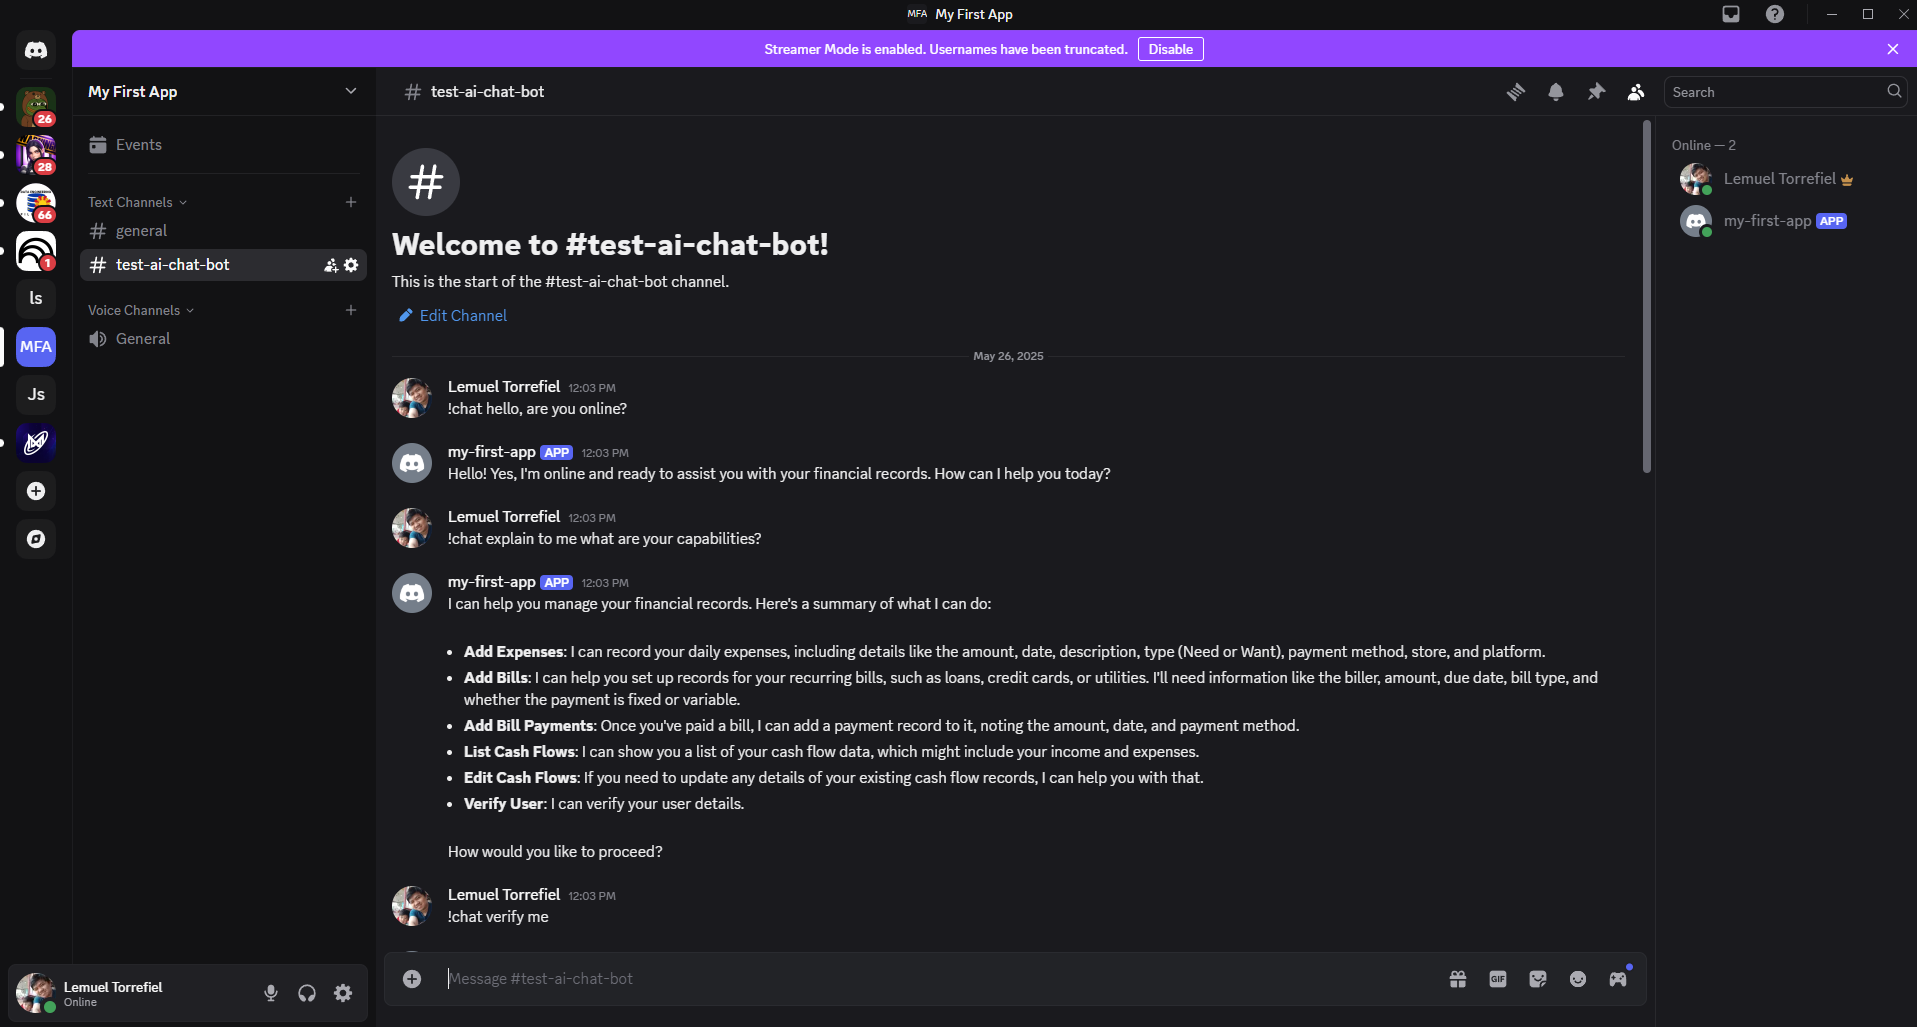 MFA My First App
Streamer Mode is enabled. Usernames have been truncated. Disable
26
28
66
1
ls
MFA
Js
My First App
Events
Text Channels
general
test-ai-chat-bot
Voice Channels
General
Lemuel Torrefiel
Online
test-ai-chat-bot
Search
Welcome to #test-ai-chat-bot!
This is the start of the #test-ai-chat-bot channel.
Edit Channel
May 26, 2025
Lemuel Torrefiel 12:03 PM
!chat hello, are you online?
my-first-app APP 12:03 PM
Hello! Yes, I'm online and ready to assist you with your financial records. How can I help you today?
Lemuel Torrefiel 12:03 PM
!chat explain to me what are your capabilities?
my-first-app APP 12:03 PM
I can help you manage your financial records. Here's a summary of what I can do:
• Add Expenses: I can record your daily expenses, including details like the amount, date, description, type (Need or Want), payment method, store, and platform.
• Add Bills: I can help you set up records for your recurring bills, such as loans, credit cards, or utilities. I'll need information like the biller, amount, due date, bill type, and
whether the payment is fixed or variable.
• Add Bill Payments: Once you've paid a bill, I can add a payment record to it, noting the amount, date, and payment method.
• List Cash Flows: I can show you a list of your cash flow data, which might include your income and expenses.
• Edit Cash Flows: If you need to update any details of your existing cash flow records, I can help you with that.
• Verify User: I can verify your user details.
How would you like to proceed?
Lemuel Torrefiel 12:03 PM
!chat verify me
Message #test-ai-chat-bot
GIF
Online — 2
Lemuel Torrefiel
my-first-app APP